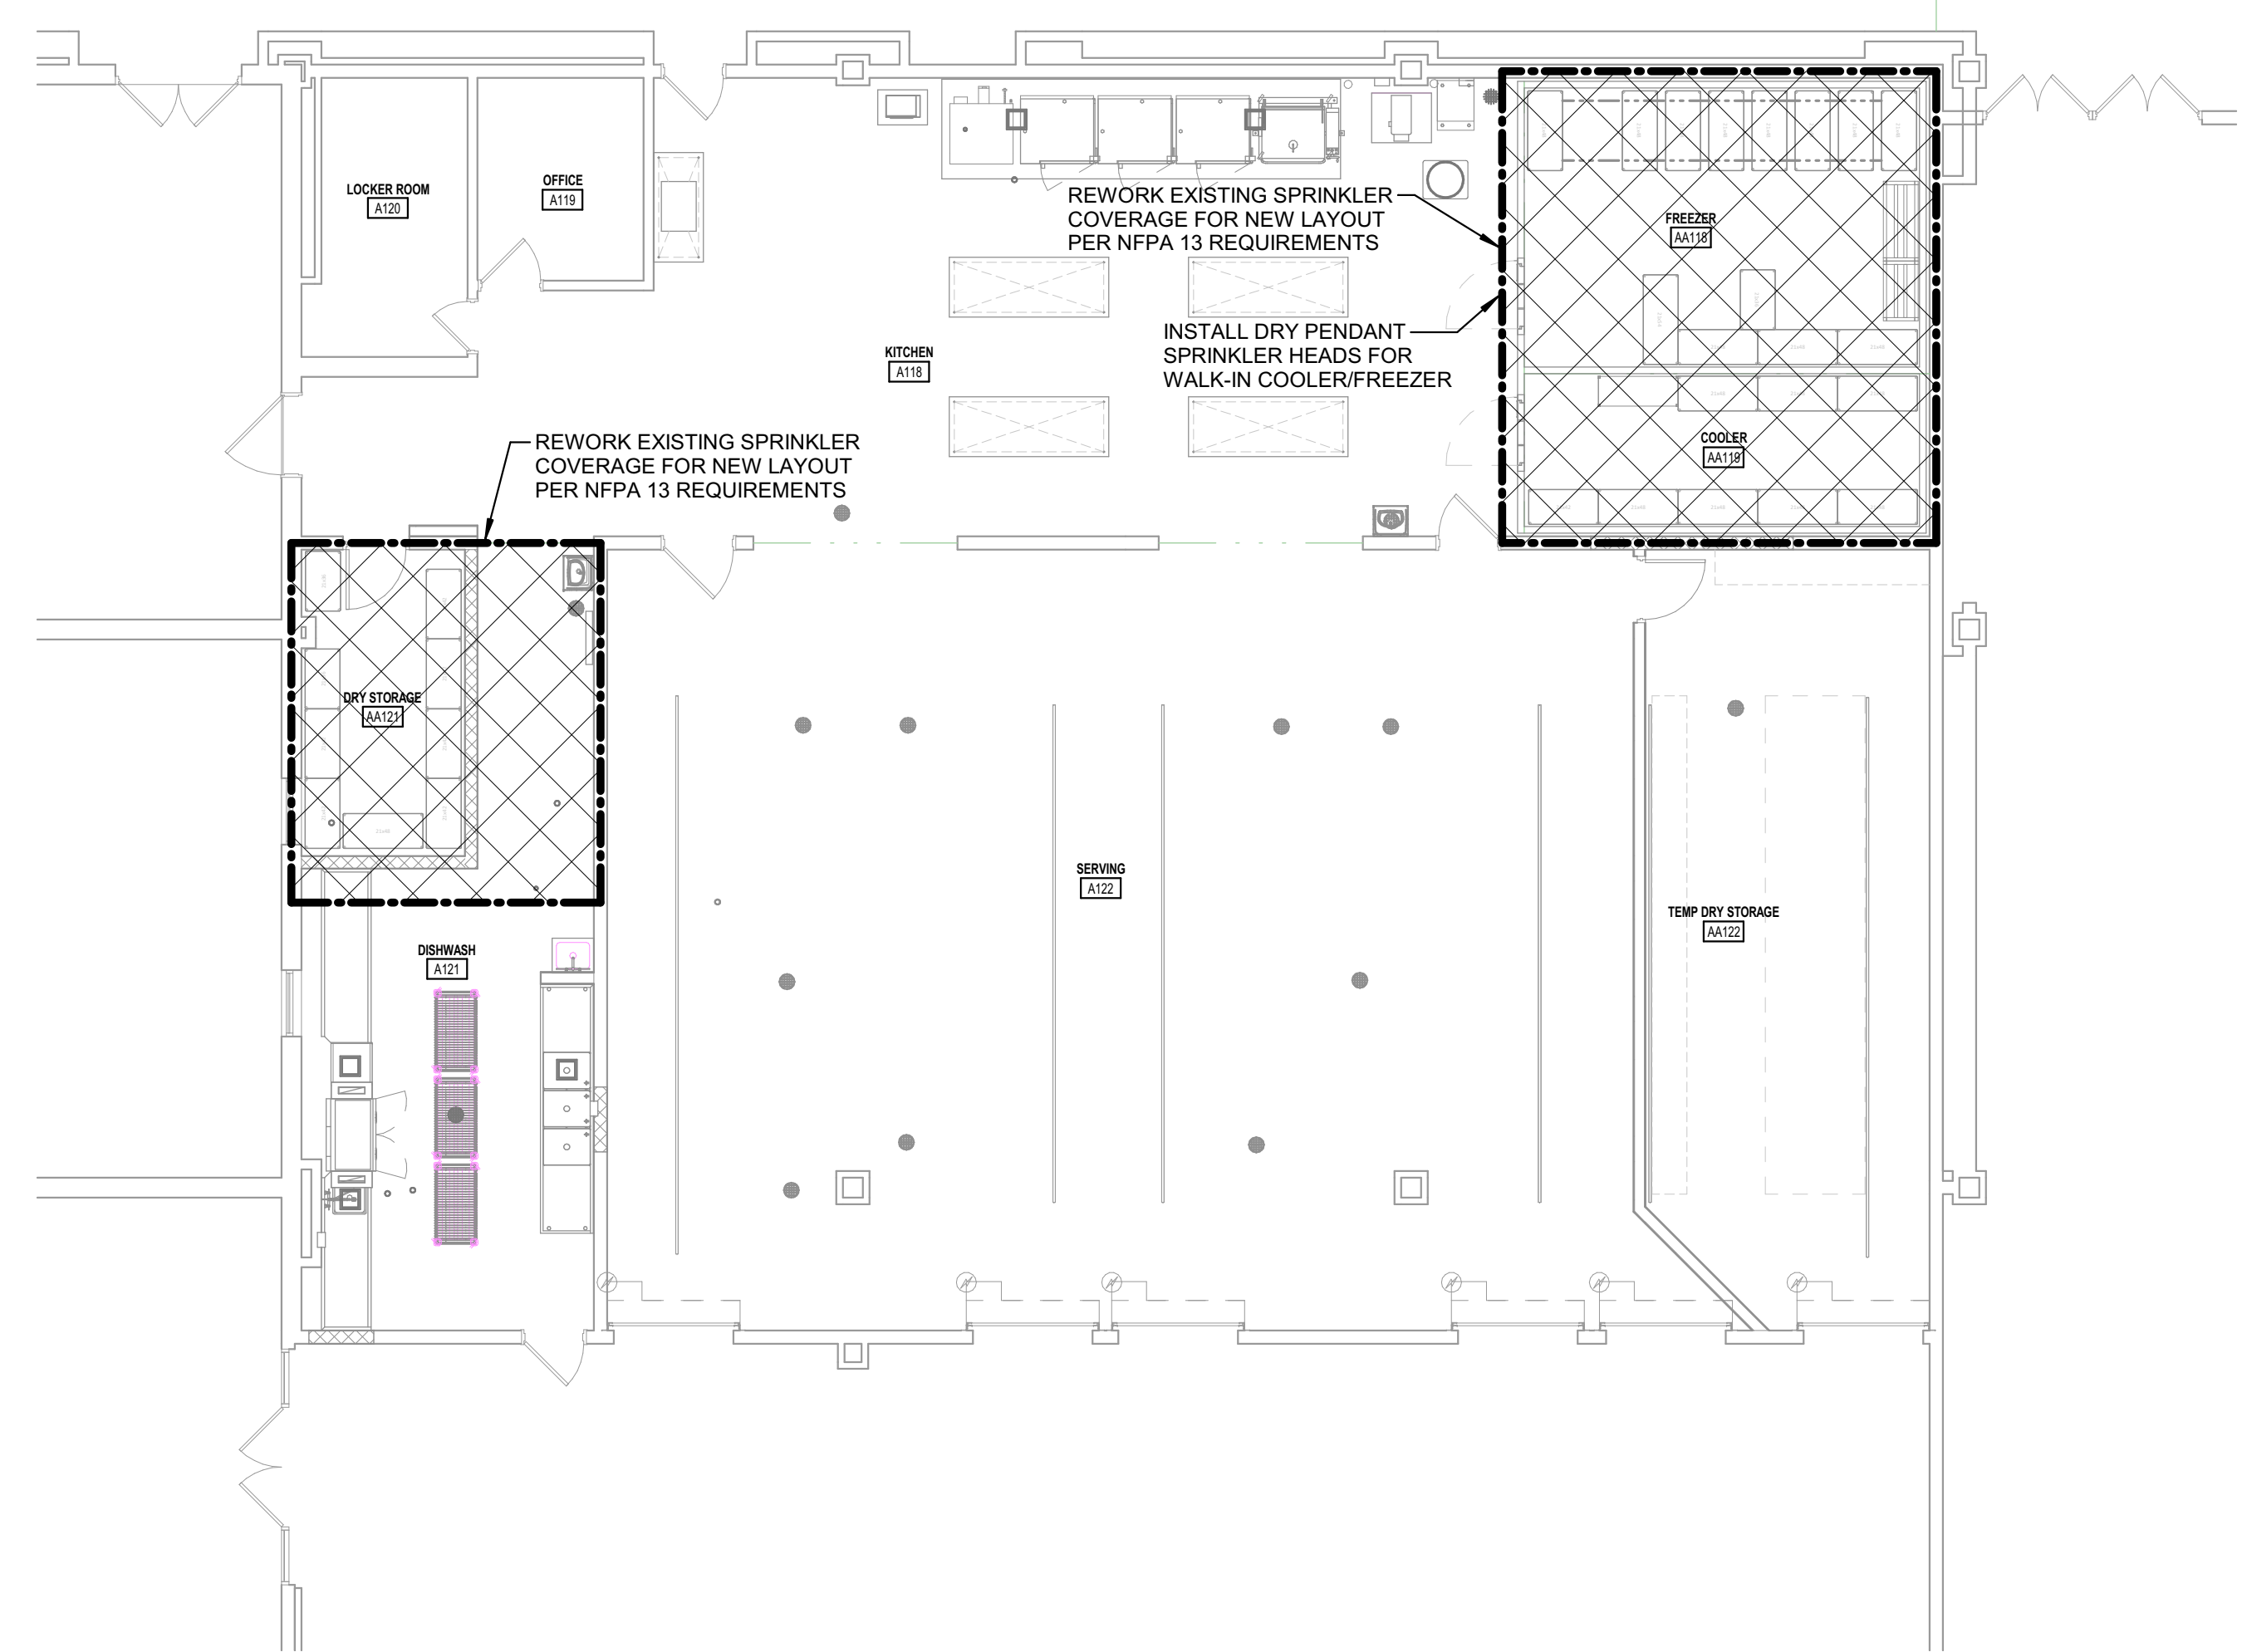 LOCKER ROOM
A120
OFFICE
A119
REWORK EXISTING SPRINKLER
COVERAGE FOR NEW LAYOUT
PER NFPA 13 REQUIREMENTS
FREEZER
AA118
INSTALL DRY PENDANT
SPRINKLER HEADS FOR
WALK-IN COOLER/FREEZER
KITCHEN
A118
COOLER
AA119
REWORK EXISTING SPRINKLER
COVERAGE FOR NEW LAYOUT
PER NFPA 13 REQUIREMENTS
DRY STORAGE
AA121
SERVING
A122
TEMP DRY STORAGE
AA122
DISHWASH
A121